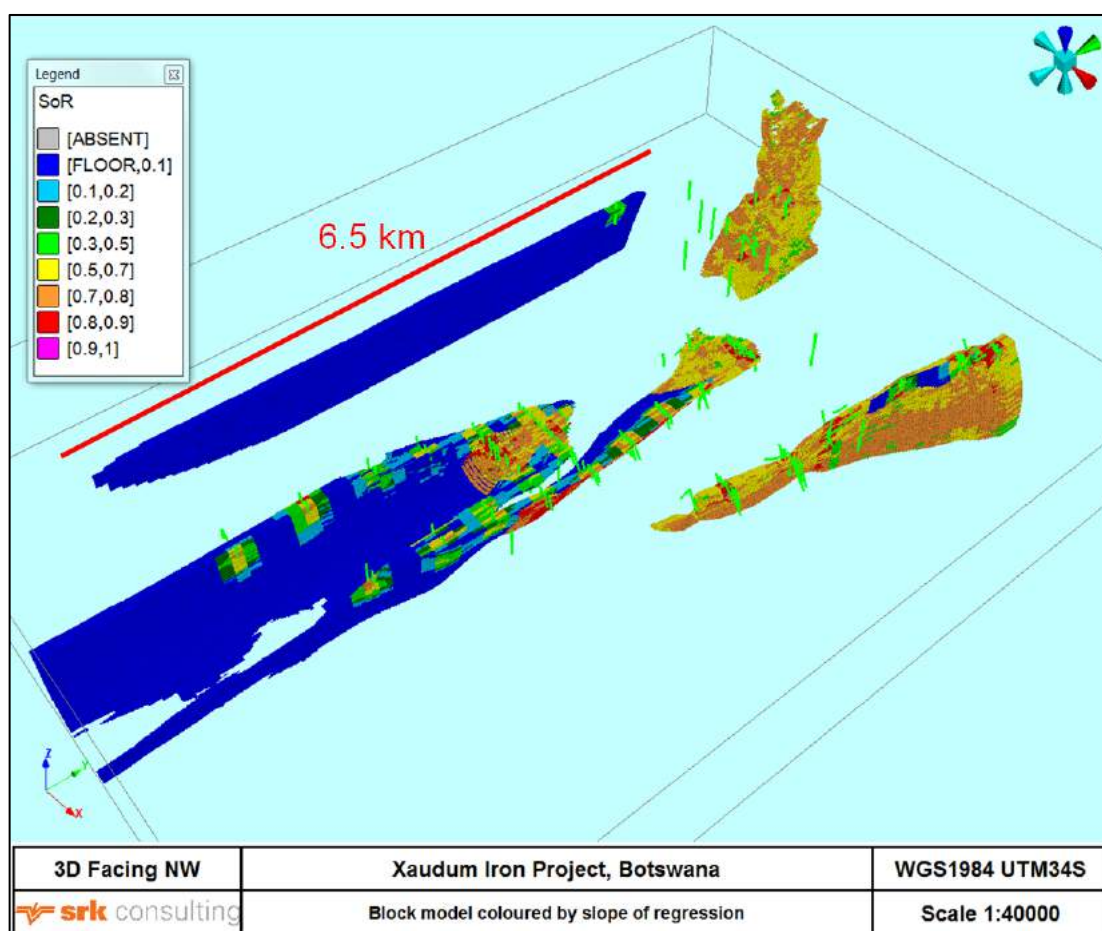 Legend
SoR
[ABSENT]
[FLOOR,0.1]
[0.1,0.2]
[0.2,0.3]
[0.3,0.5]
[0.5,0.7]
[0.7,0.8]
[0.8,0.9]
[0.9,1]
6.5 km
Z
Y
X
3D Facing NW
Xaudum Iron Project, Botswana
WGS1984 UTM34S
srk consulting
Block model coloured by slope of regression
Scale 1:40000